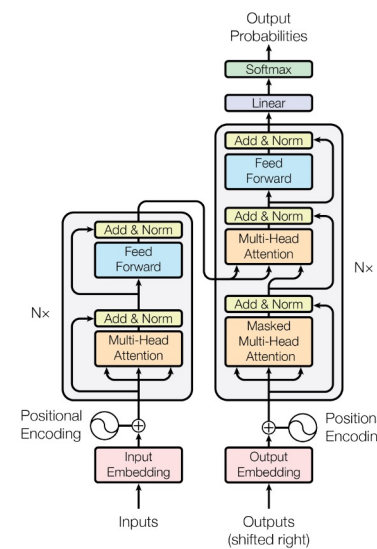 Output
Probabilities
Softmax
Linear
Add & Norm
Feed
Forward
Add & Norm
Multi-Head
Attention
Nx
Add & Norm
Masked
Multi-Head
Attention
Add & Norm
Feed
Forward
Nx
Add & Norm
Multi-Head
Attention
Positional
Encoding
Position
Encodin
Input
Embedding
Output
Embedding
Inputs
Outputs
(shifted right)